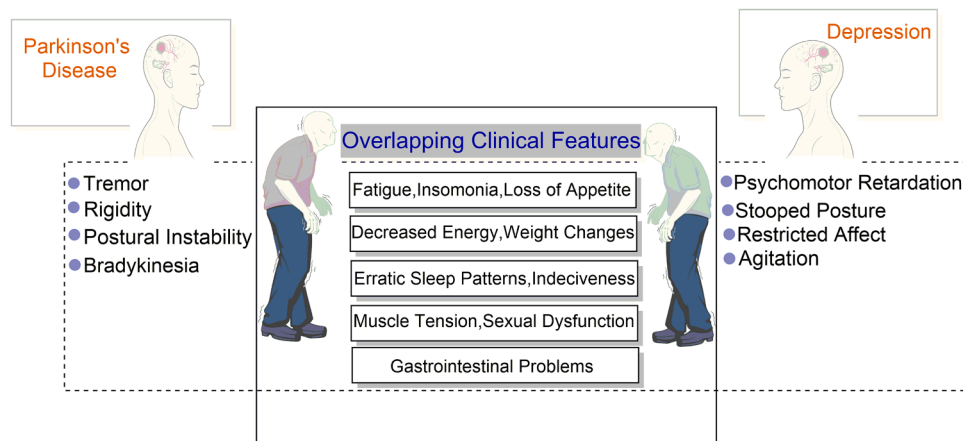 Parkinson's
Disease
Depression
Overlapping Clinical Features
Tremor
Rigidity
Postural Instability
Bradykinesia
Fatigue,Insomonia,Loss of Appetite
Decreased Energy,Weight Changes
Erratic Sleep Patterns,Indeciveness
Muscle Tension,Sexual Dysfunction
Gastrointestinal Problems
Psychomotor Retardation
Stooped Posture
Restricted Affect
Agitation